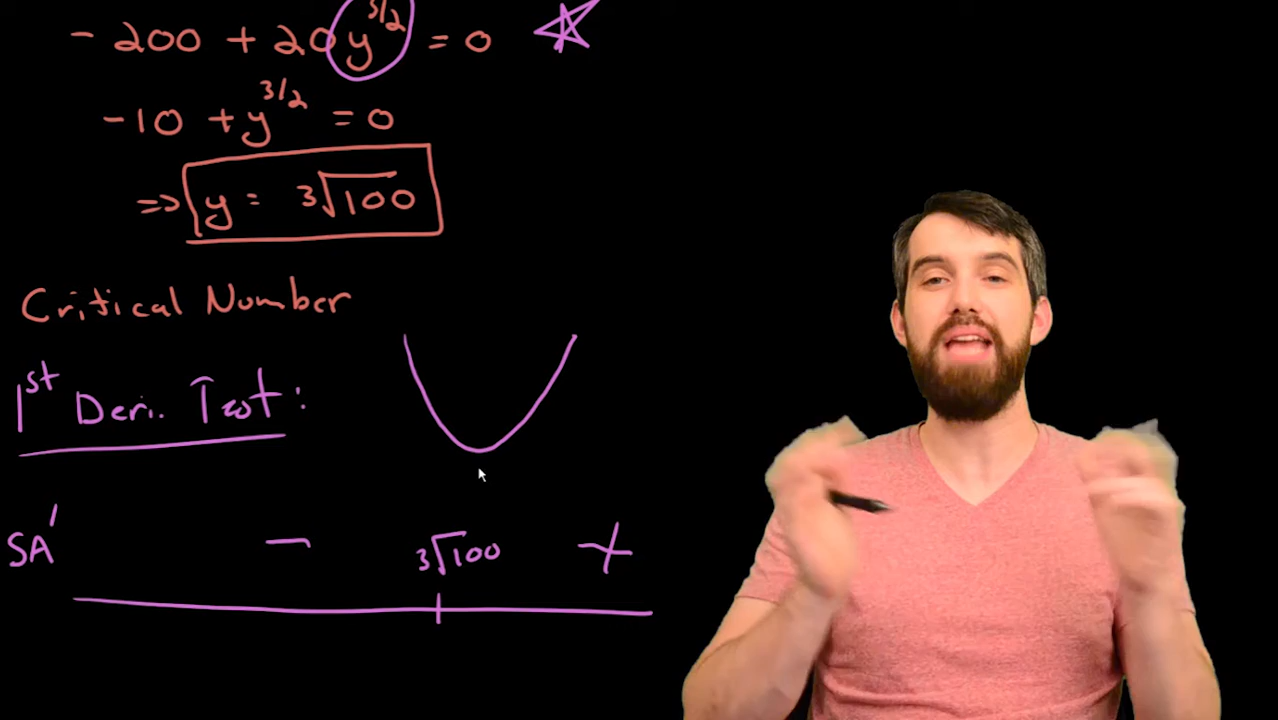 - 200 + 20y^3/2 = 0
-10 + y^3/2 = 0
=> y = 3√100
Critical Number
1st Deri. Test:
3√100
SA' - +